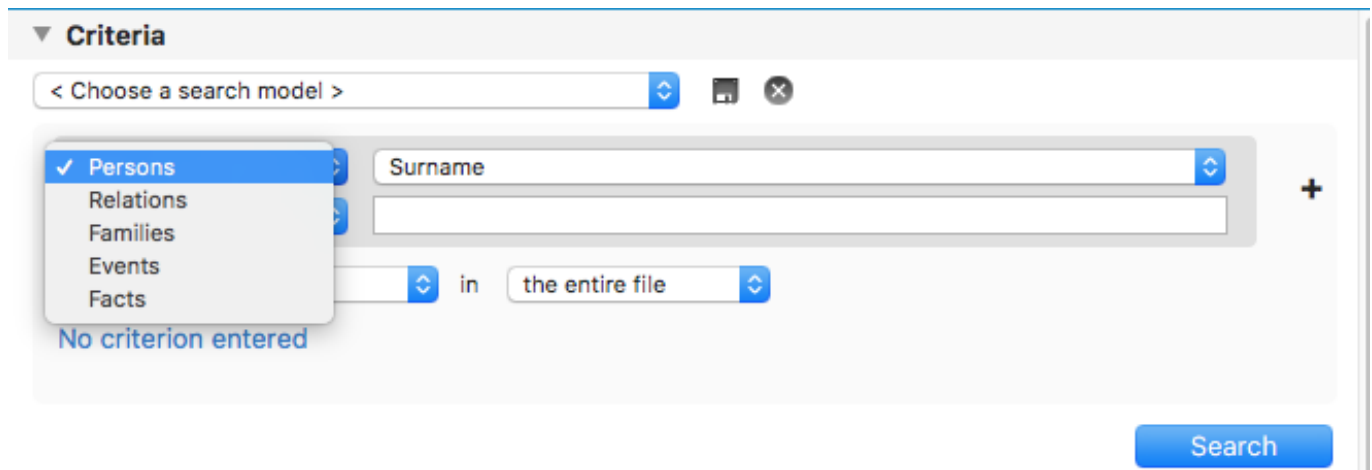 Criteria
< Choose a search model >
Persons
Surname
Relations
Families
Events
Facts
in
the entire file
No criterion entered
Search